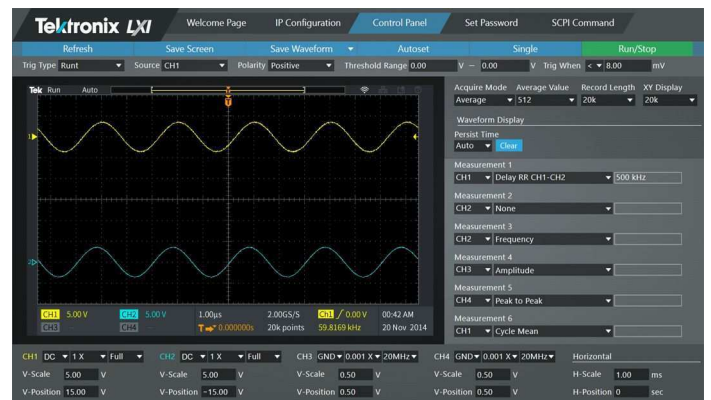 Tektronix LXI Welcome Page IP Configuration Control Panel Set Password SCPI Command
Refresh Save Screen Save Waveform Autoset Single Run/Stop
Trig Type Runt Source CH1 Polarity Positive Threshold Range 0.00 V – 0.00 V Trig When < 8.00 mV
Tek Run Auto
T
1
2
CH1 5.00 V CH2 5.00 V 1.00μs 2.00GS/s Ch1 / 0.00 V 00:42 AM
CH3 CH4 T 0.000000s 20k points 59.8169 kHz 20 Nov 2014
Acquire Mode Average Value Record Length XY Display
Average 512 20k 20k
Waveform Display
Persist Time
Auto Clear
Measurement 1
CH1 Delay RR CH1-CH2 500 kHz
Measurement 2
CH2 None
Measurement 3
CH2 Frequency
Measurement 4
CH3 Amplitude
Measurement 5
CH4 Peak to Peak
Measurement 6
CH1 Cycle Mean
CH1 DC 1 X Full CH2 DC 1 X Full CH3 GND 0.001 X 20MHz CH4 GND 0.001 X 20MHz Horizontal
V-Scale 5.00 V V-Scale 5.00 V V-Scale 0.50 V V-Scale 0.50 V H-Scale 1.00 ms
V-Position 15.00 V V-Position -15.00 V V-Position 0.50 V V-Position 0.50 V H-Position 0 sec